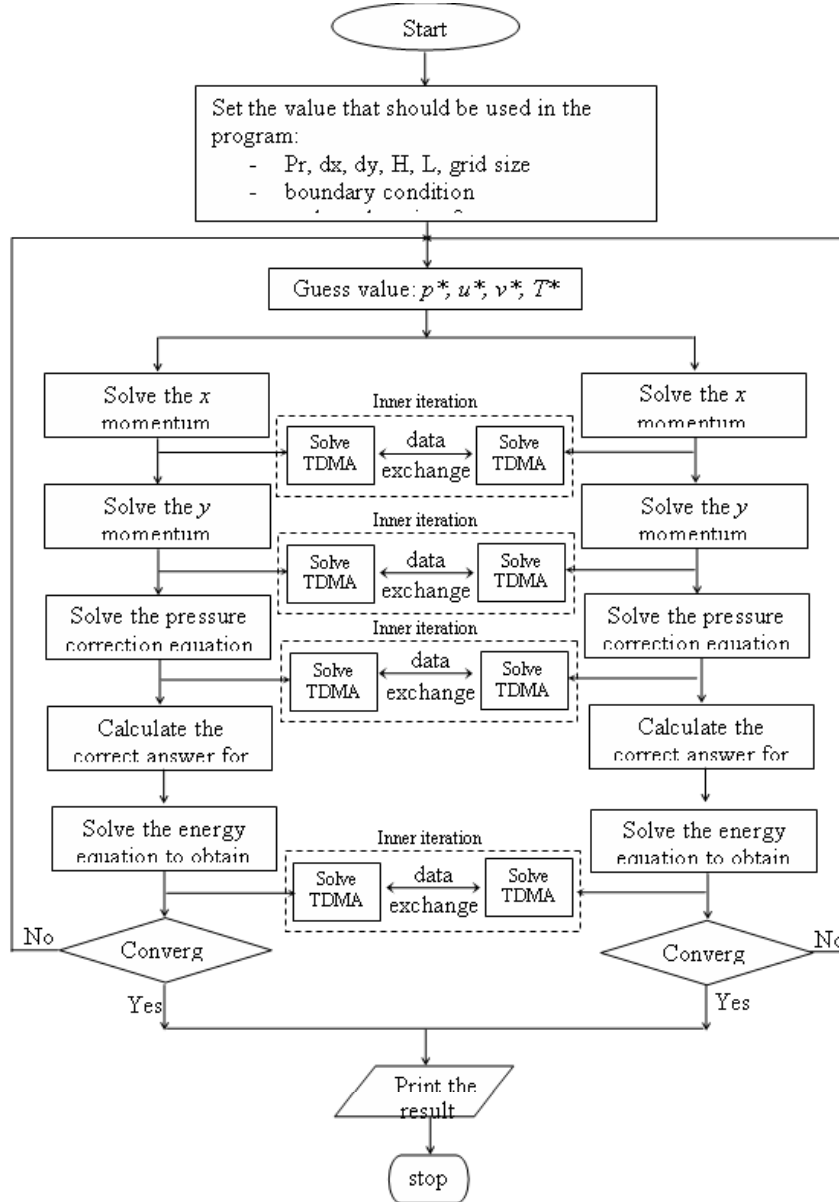 Start
Set the value that should be used in the
program:
- Pr, dx, dy, H, L, grid size
- boundary condition
Guess value: p*, u*, v*, T*
Solve the x
momentum
Solve the x
momentum
Inner iteration
Solve
TDMA
data
exchange
Solve
TDMA
Solve the y
momentum
Solve the y
momentum
Inner iteration
Solve
TDMA
data
exchange
Solve
TDMA
Solve the pressure
correction equation
Solve the pressure
correction equation
Inner iteration
Solve
TDMA
data
exchange
Solve
TDMA
Calculate the
correct answer for
Calculate the
correct answer for
Solve the energy
equation to obtain
Solve the energy
equation to obtain
Inner iteration
Solve
TDMA
data
exchange
Solve
TDMA
No
Converg
Converg
No
Yes
Yes
Print the
result
stop